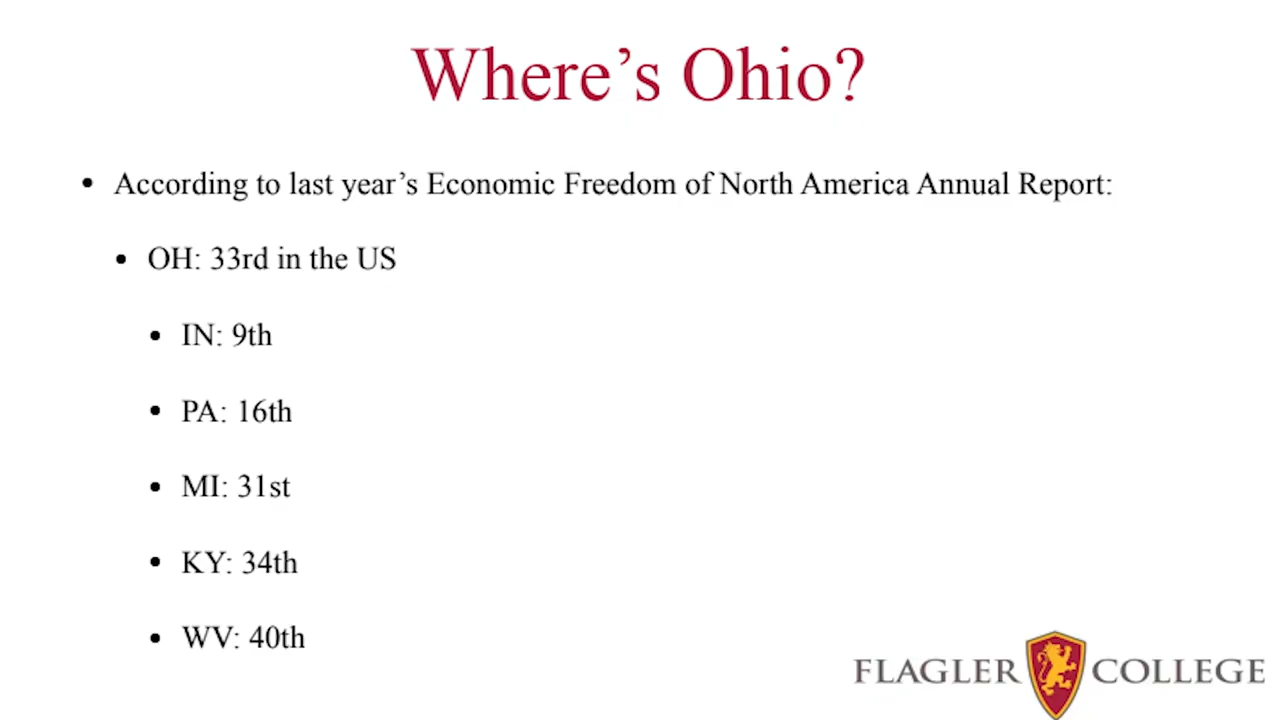 Where’s Ohio?
• According to last year’s Economic Freedom of North America Annual Report:
• OH: 33rd in the US
• IN: 9th
• PA: 16th
• MI: 31st
• KY: 34th
• WV: 40th
FLAGLER COLLEGE